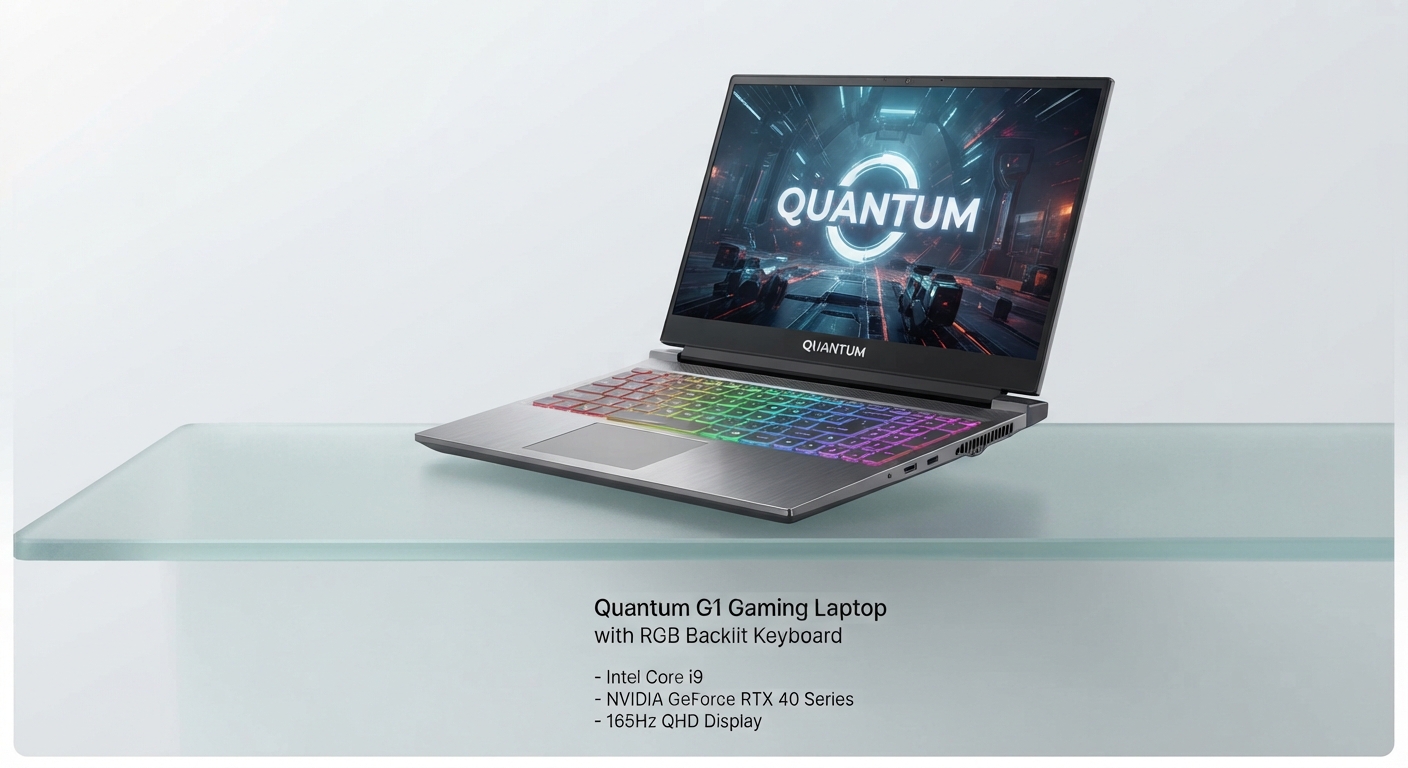 QUANTUM
QUANTUM
Quantum G1 Gaming Laptop
with RGB Backlit Keyboard
- Intel Core i9
- NVIDIA GeForce RTX 40 Series
- 165Hz QHD Display